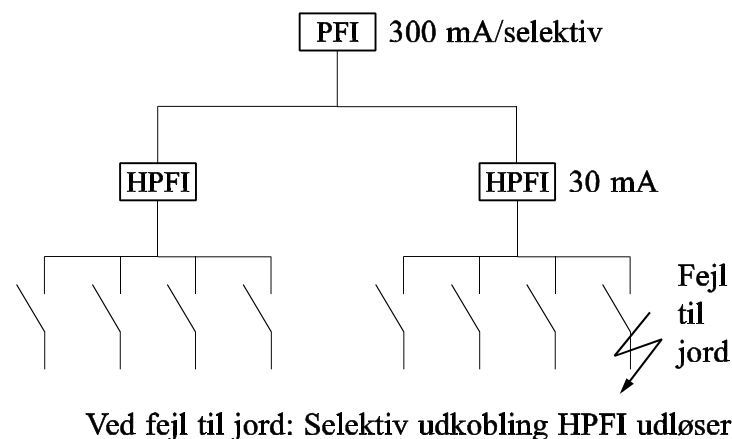 PFI 300 mA/selektiv
HPFI HPFI 30 mA
Fejl
til
jord
Ved fejl til jord: Selektiv udkobling HPFI udløser